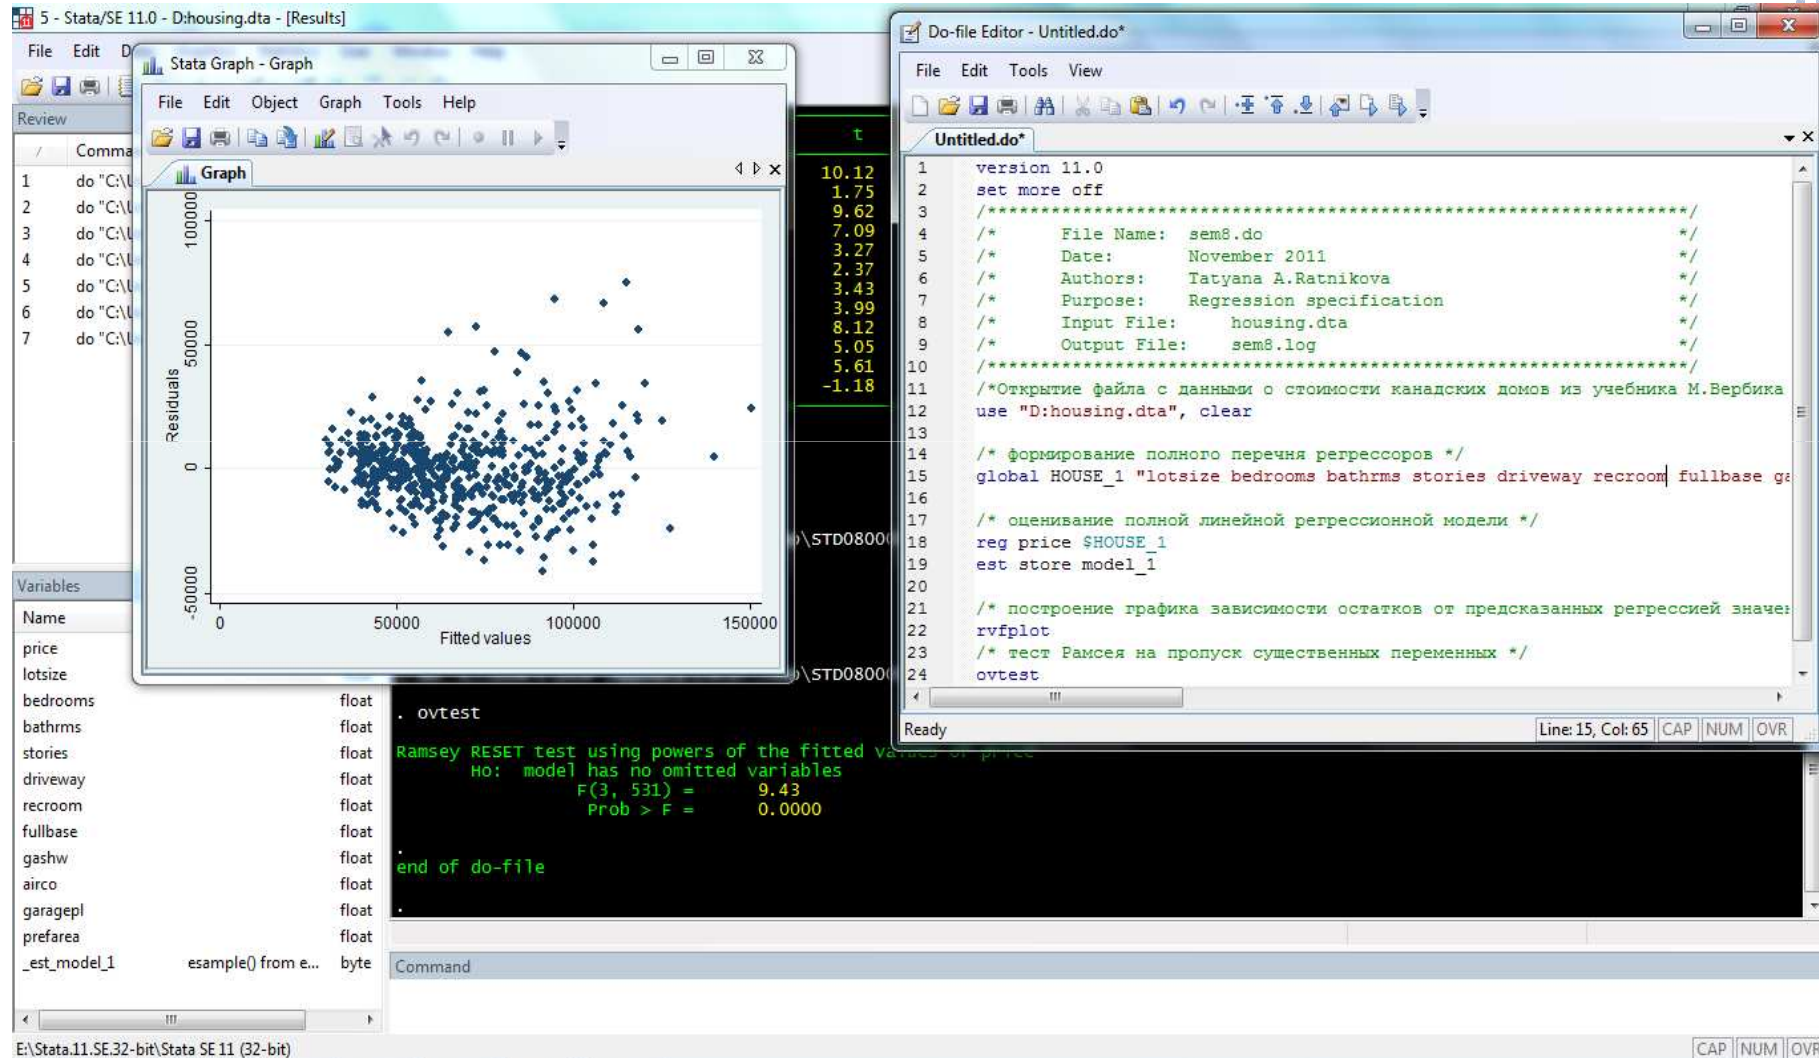 5 - Stata/SE 11.0 - D:housing.dta - [Results]
File Edit
Review
Comma
1 do "C:\U
2 do "C:\U
3 do "C:\U
4 do "C:\U
5 do "C:\U
6 do "C:\U
7 do "C:\U
Variables
Name
price
lotsize
bedrooms float
bathrms float
stories float
driveway float
recroom float
fullbase float
gashw float
airco float
garagepl float
prefarea float
_est_model_1 esample() from e... byte
Stata Graph - Graph
File Edit Object Graph Tools Help
Graph
100000
50000
0
-50000
Residuals
0 50000 100000 150000
Fitted values
t
10.12
1.75
9.62
7.09
3.27
2.37
3.43
3.99
8.12
5.05
5.61
-1.18
\STD0800
\STD0800
. ovtest
Ramsey RESET test using powers of the fitted values of price
Ho: model has no omitted variables
F(3, 531) = 9.43
Prob > F = 0.0000
.
end of do-file
.
Command
Do-file Editor - Untitled.do*
File Edit Tools View
Untitled.do*
1 version 11.0
2 set more off
3 /******************************************************************/
4 /* File Name: sem8.do */
5 /* Date: November 2011 */
6 /* Authors: Tatyana A.Ratnikova */
7 /* Purpose: Regression specification */
8 /* Input File: housing.dta */
9 /* Output File: sem8.log */
10 /******************************************************************/
11 /*Открытие файла с данными о стоимости канадских домов из учебника М.Вербика
12 use "D:housing.dta", clear
13
14 /* формирование полного перечня регрессоров */
15 global HOUSE_1 "lotsize bedrooms bathrms stories driveway recroom fullbase ga
16
17 /* оценивание полной линейной регрессионной модели */
18 reg price $HOUSE_1
19 est store model_1
20
21 /* построение графика зависимости остатков от предсказанных регрессией значен
22 rvfplot
23 /* тест Рамсея на пропуск существенных переменных */
24 ovtest
Ready Line: 15, Col: 65 CAP NUM OVR
E:\Stata.11.SE.32-bit\Stata SE 11 (32-bit) CAP NUM OVR